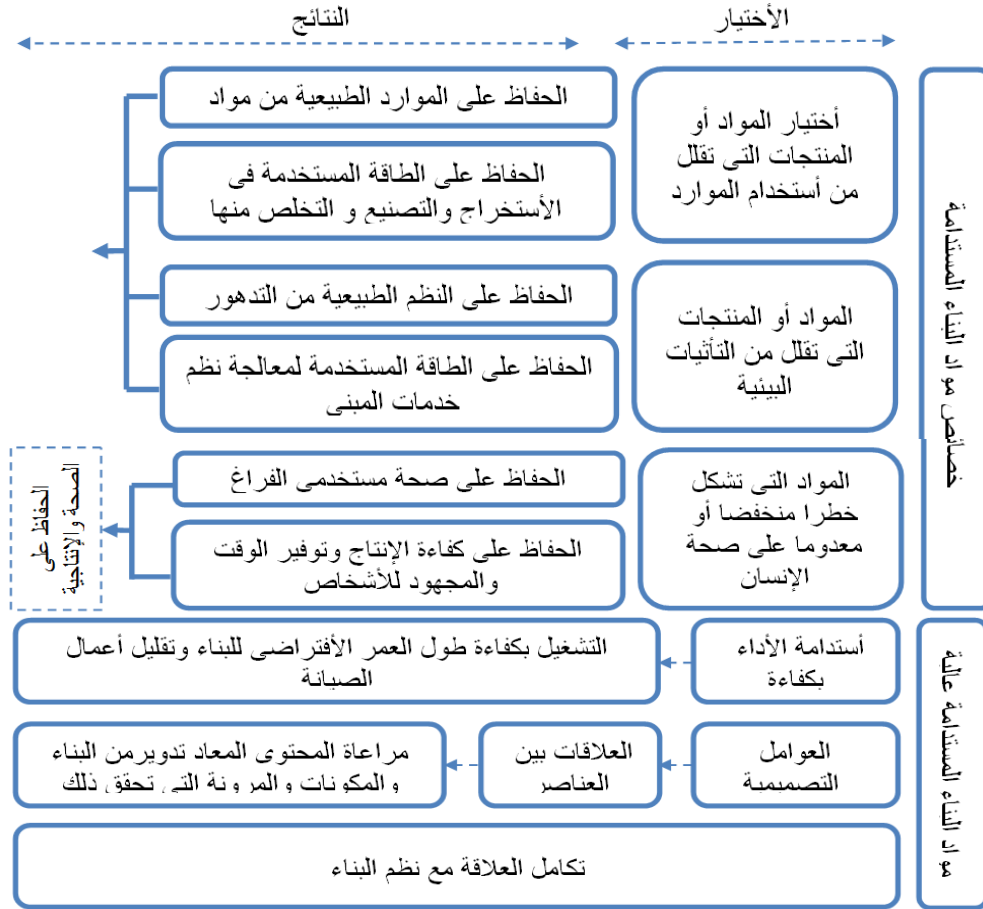 الأختيار
النتائج
خصائص مواد البناء المستدامة
أختيار المواد أو
المنتجات التى تقلل
من أستخدام الموارد
الحفاظ على الموارد الطبيعية من مواد
الحفاظ على الطاقة المستخدمة فى
الأستخراج والتصنيع و التخلص منها
المواد أو المنتجات
التى تقلل من التأثيات
البيئية
الحفاظ على النظم الطبيعية من التدهور
الحفاظ على الطاقة المستخدمة لمعالجة نظم
خدمات المبنى
المواد التى تشكل
خطرا منخفضا أو
معدوما على صحة
الإنسان
الحفاظ على صحة مستخدمى الفراغ
الحفاظ على كفاءة الإنتاج وتوفير الوقت
والمجهود للأشخاص
الحفاظ على
الصحة والإنتاجية
مواد البناء المستدامة عالية
أستدامة الأداء
بكفاءة
التشغيل بكفاءة طول العمر الأفتراضى للبناء وتقليل أعمال
الصيانة
العوامل
التصميمية
العلاقات بين
العناصر
مراعاة المحتوى المعاد تدويرمن البناء
والمكونات والمرونة التى تحقق ذلك
تكامل العلاقة مع نظم البناء